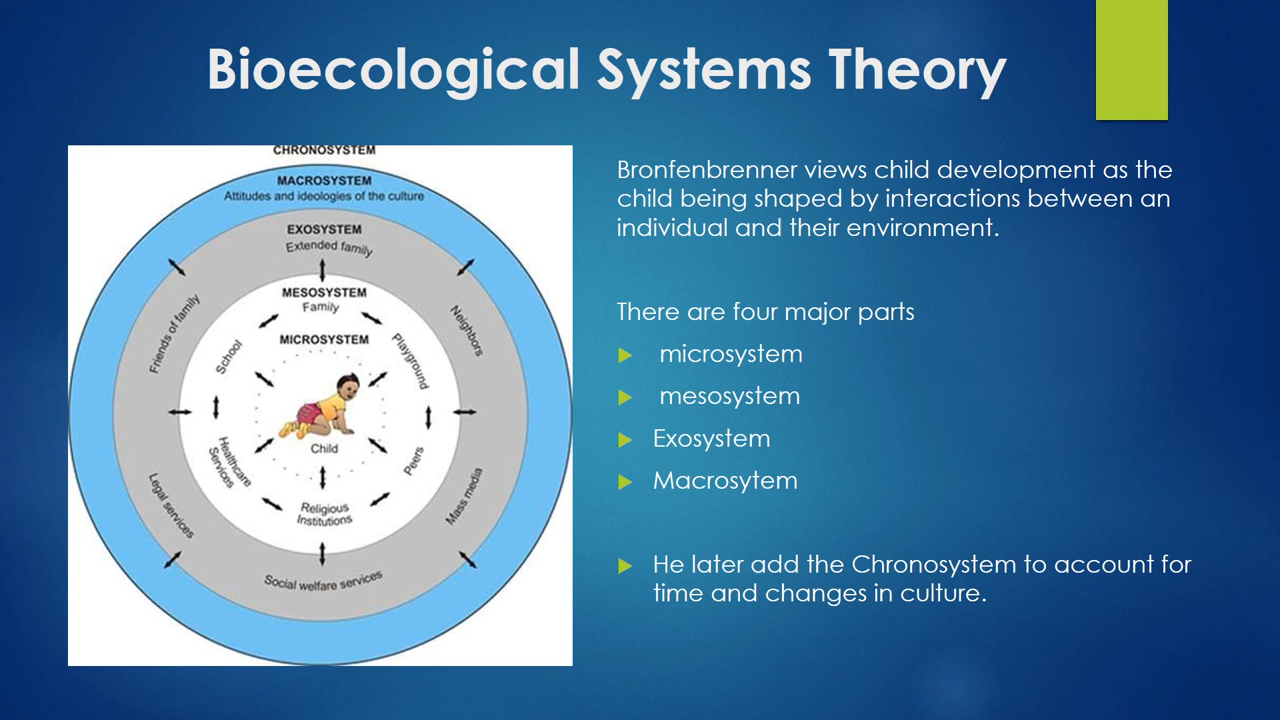 Bioecological Systems Theory
CHRONOSYSTEM
MACROSYSTEM
Attitudes and ideologies of the culture
EXOSYSTEM
Extended family
Friends of family
Neighbors
Legal services
Mass media
Social welfare services
MESOSYSTEM
Family
School
Playground
Healthcare
Services
Peers
Religious
Institutions
MICROSYSTEM
Child
Bronfenbrenner views child development as the
child being shaped by interactions between an
individual and their environment.
There are four major parts
microsystem
mesosystem
Exosystem
Macrosytem
He later add the Chronosystem to account for
time and changes in culture.